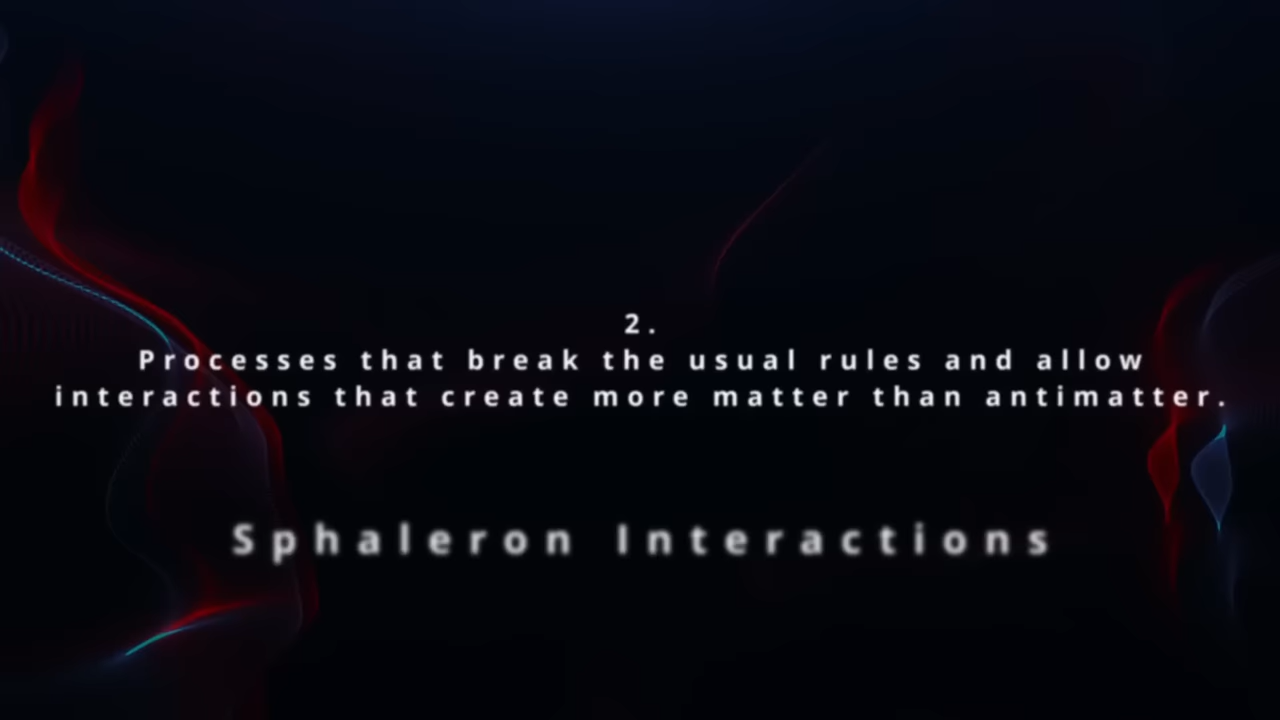 2.
Processes that break the usual rules and allow
interactions that create more matter than antimatter.
Sphaleron Interactions